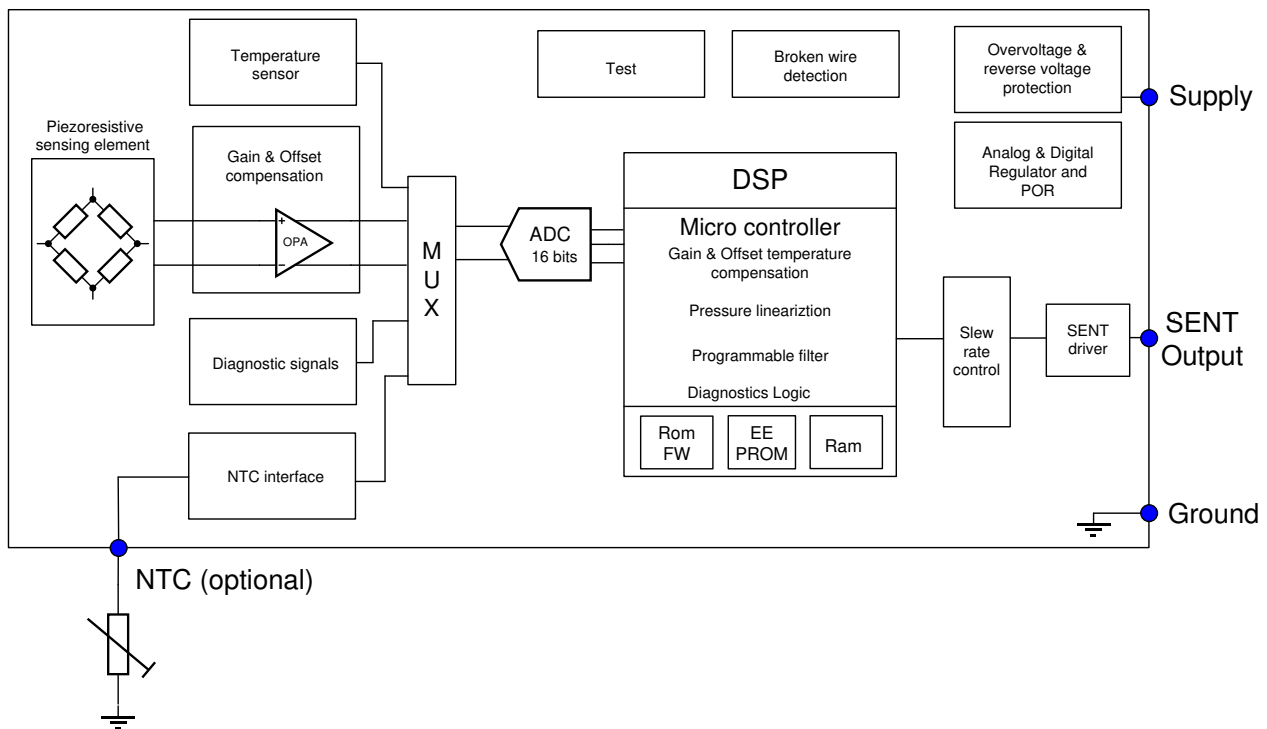 Temperature
sensor
Test
Broken wire
detection
Overvoltage &
reverse voltage
protection
Supply
Piezoresistive
sensing element
Gain & Offset
compensation
+
OPA
−
Analog & Digital
Regulator and
POR
M
U
X
ADC
16 bits
DSP
Micro controller
Gain & Offset temperature
compensation
Pressure lineariztion
Programmable filter
Diagnostics Logic
Rom
FW
EE
PROM
Ram
Slew
rate
control
SENT
driver
SENT
Output
Diagnostic signals
NTC interface
Ground
NTC (optional)